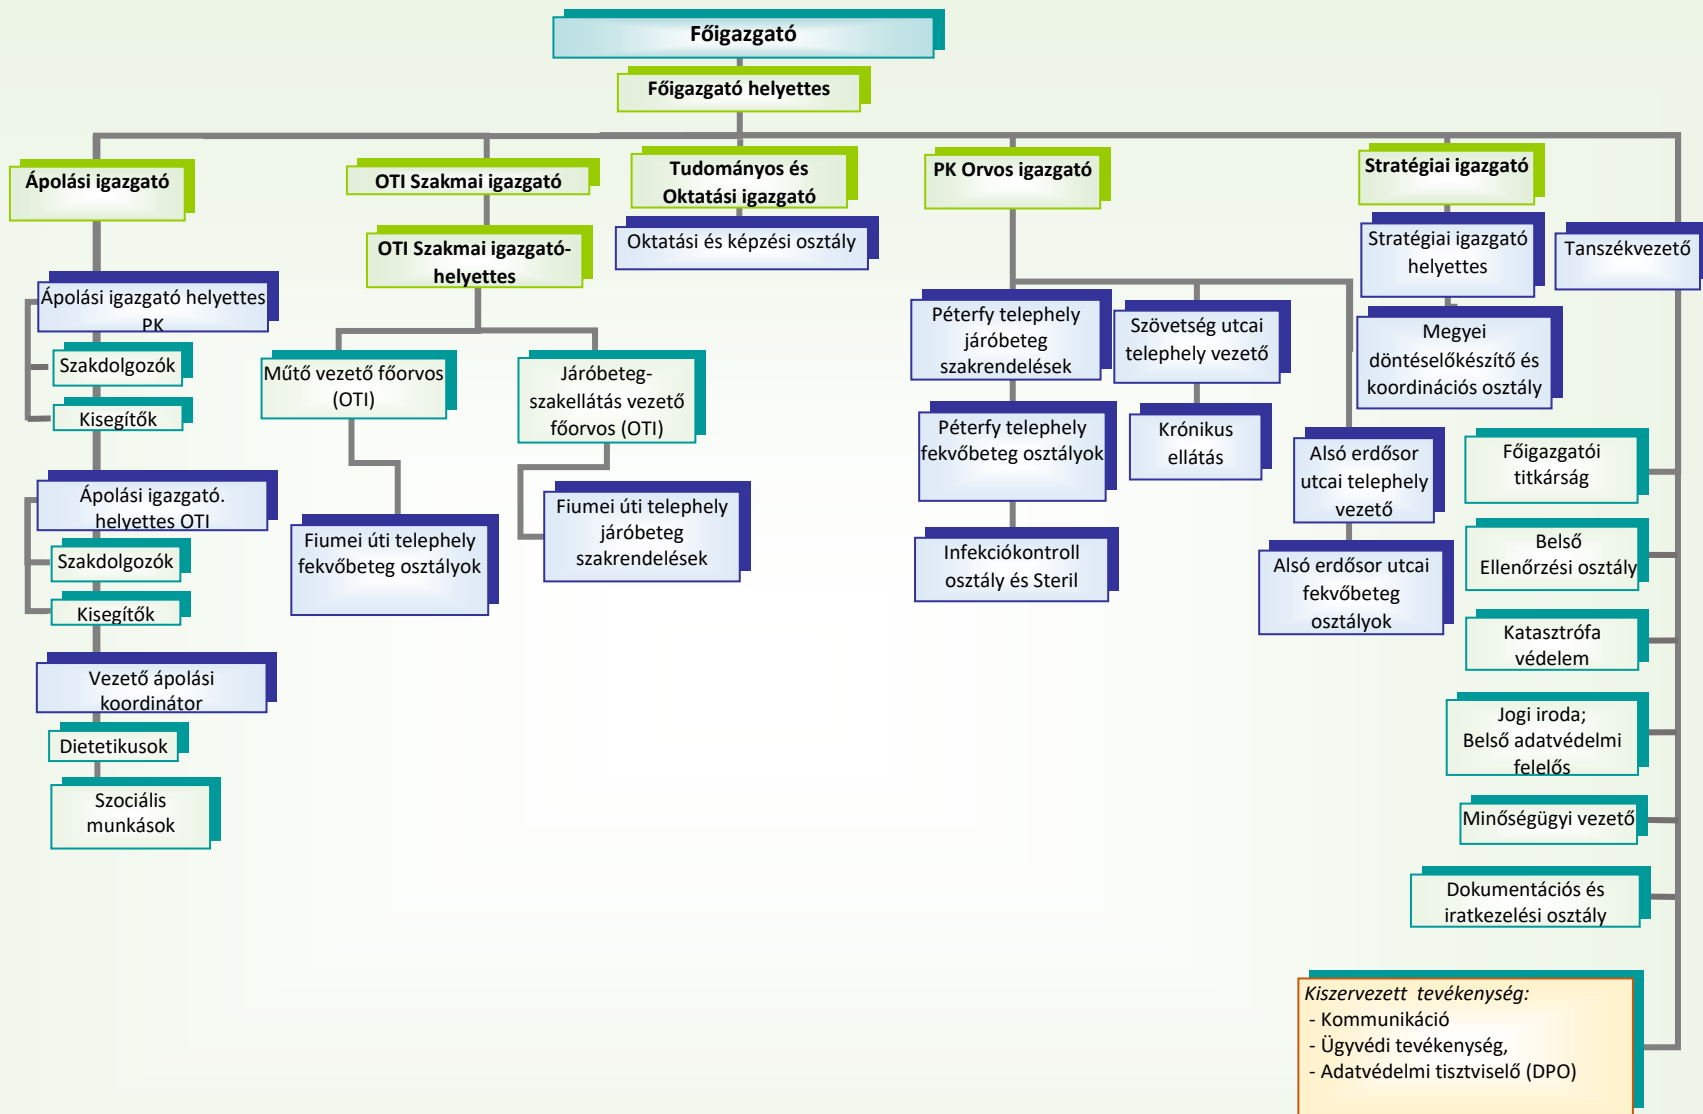 Főigazgató
Főigazgató helyettes
Ápolási igazgató
Ápolási igazgató helyettes
PK
Szakdolgozók
Kisegítők
Ápolási igazgató.
helyettes OTI
Szakdolgozók
Kisegítők
Vezető ápolási
koordinátor
Dietetikusok
Szociális
munkások
OTI Szakmai igazgató
OTI Szakmai igazgató-
helyettes
Műtő vezető főorvos
(OTI)
Fiumei úti telephely
fekvőbeteg osztályok
Járóbeteg-
szakellátás vezető
főorvos (OTI)
Fiumei úti telephely
járóbeteg
szakrendelések
Tudományos és
Oktatási igazgató
Oktatási és képzési osztály
PK Orvos igazgató
Péterfy telephely
járóbeteg
szakrendelések
Péterfy telephely
fekvőbeteg osztályok
Infekciókontroll
osztály és Steril
Szövetség utcai
telephely vezető
Krónikus
ellátás
Alsó erdősor
utcai telephely
vezető
Alsó erdősor utcai
fekvőbeteg
osztályok
Stratégiai igazgató
Stratégiai igazgató
helyettes
Megyei
döntéselőkészítő és
koordinációs osztály
Tanszékvezető
Főigazgatói
titkárság
Belső
Ellenőrzési osztály
Katasztrófa
védelem
Jogi iroda;
Belső adatvédelmi
felelős
Minőségügyi vezető
Dokumentációs és
iratkezelési osztály
Kiszervezett tevékenység:
- Kommunikáció
- Ügyvédi tevékenység,
- Adatvédelmi tisztviselő (DPO)